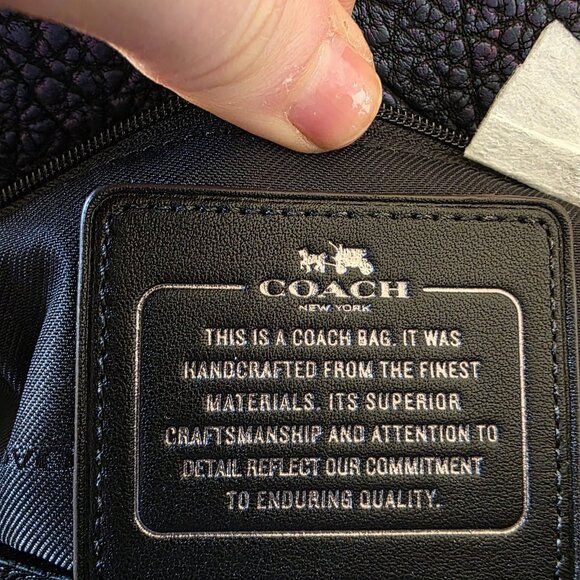 COACH
NEW YORK
THIS IS A COACH BAG. IT WAS
HANDCRAFTED FROM THE FINEST
MATERIALS. ITS SUPERIOR
CRAFTSMANSHIP AND ATTENTION TO
DETAIL REFLECT OUR COMMITMENT
TO ENDURING QUALITY.